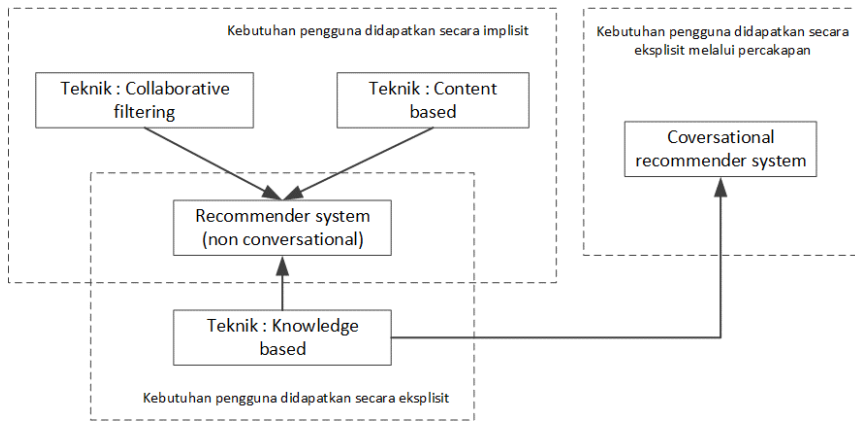 Kebutuhan pengguna didapatkan secara implisit
Kebutuhan pengguna didapatkan secara
eksplisit melalui percakapan
Teknik : Collaborative
filtering
Teknik : Content
based
Coversational
recommender system
Recommender system
(non conversational)
Teknik : Knowledge
based
Kebutuhan pengguna didapatkan secara eksplisit